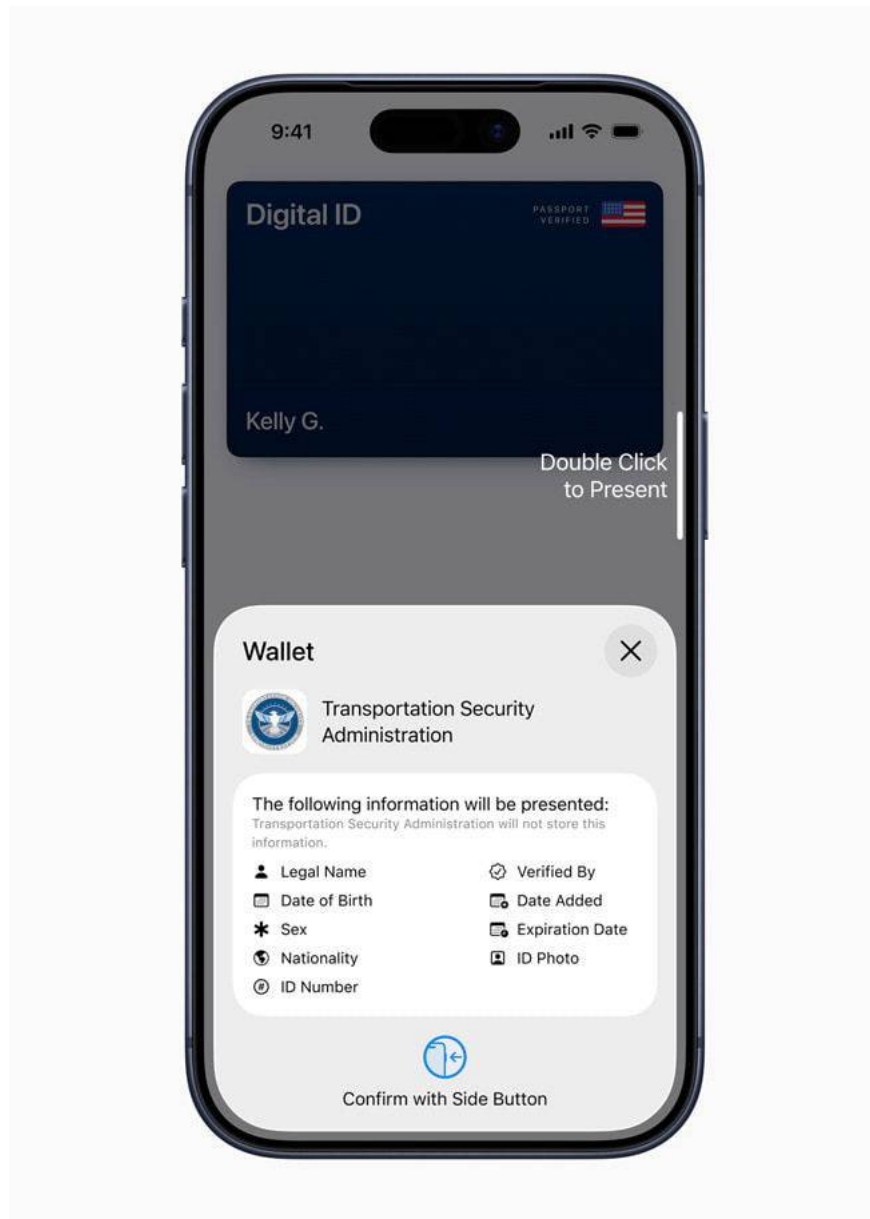 9:41
Digital ID
PASSPORT
VERIFIED
Kelly G.
Double Click
to Present
Wallet
Transportation Security
Administration
The following information will be presented:
Transportation Security Administration will not store this
information.
Legal Name
Date of Birth
Sex
Nationality
ID Number
Verified By
Date Added
Expiration Date
ID Photo
Confirm with Side Button